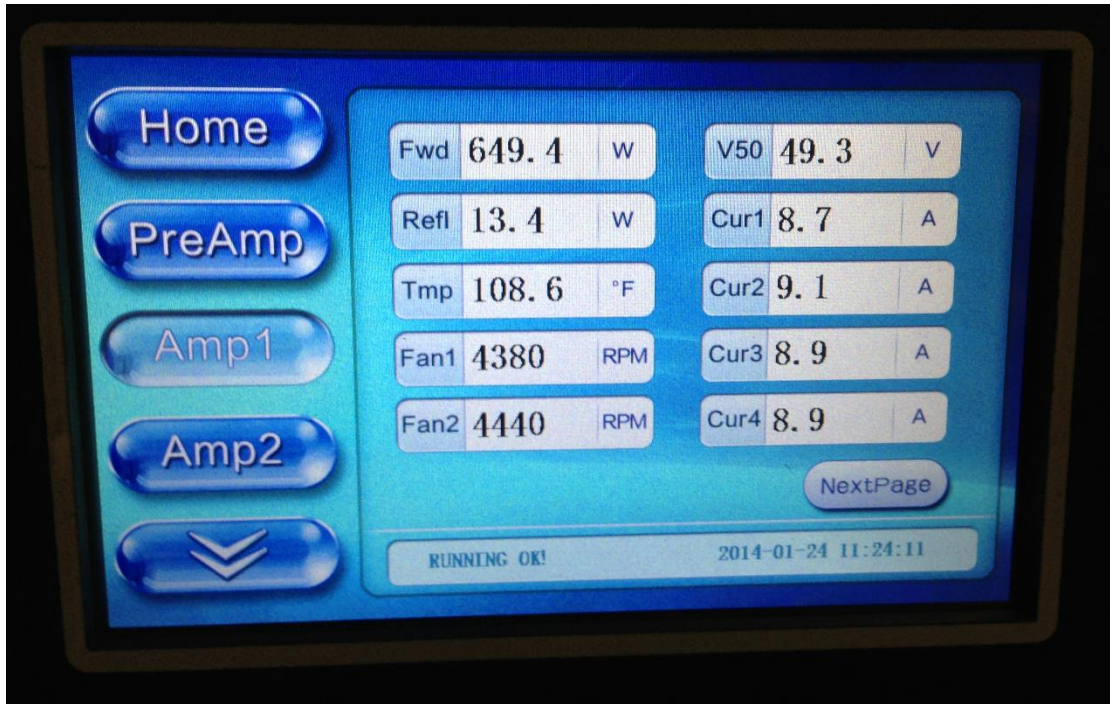 Home
PreAmp
Amp1
Amp2
Fwd 649.4 W
Refl 13.4 W
Tmp 108.6 °F
Fan1 4380 RPM
Fan2 4440 RPM
V50 49.3 V
Cur1 8.7 A
Cur2 9.1 A
Cur3 8.9 A
Cur4 8.9 A
NextPage
RUNNING OK! 2014-01-24 11:24:11